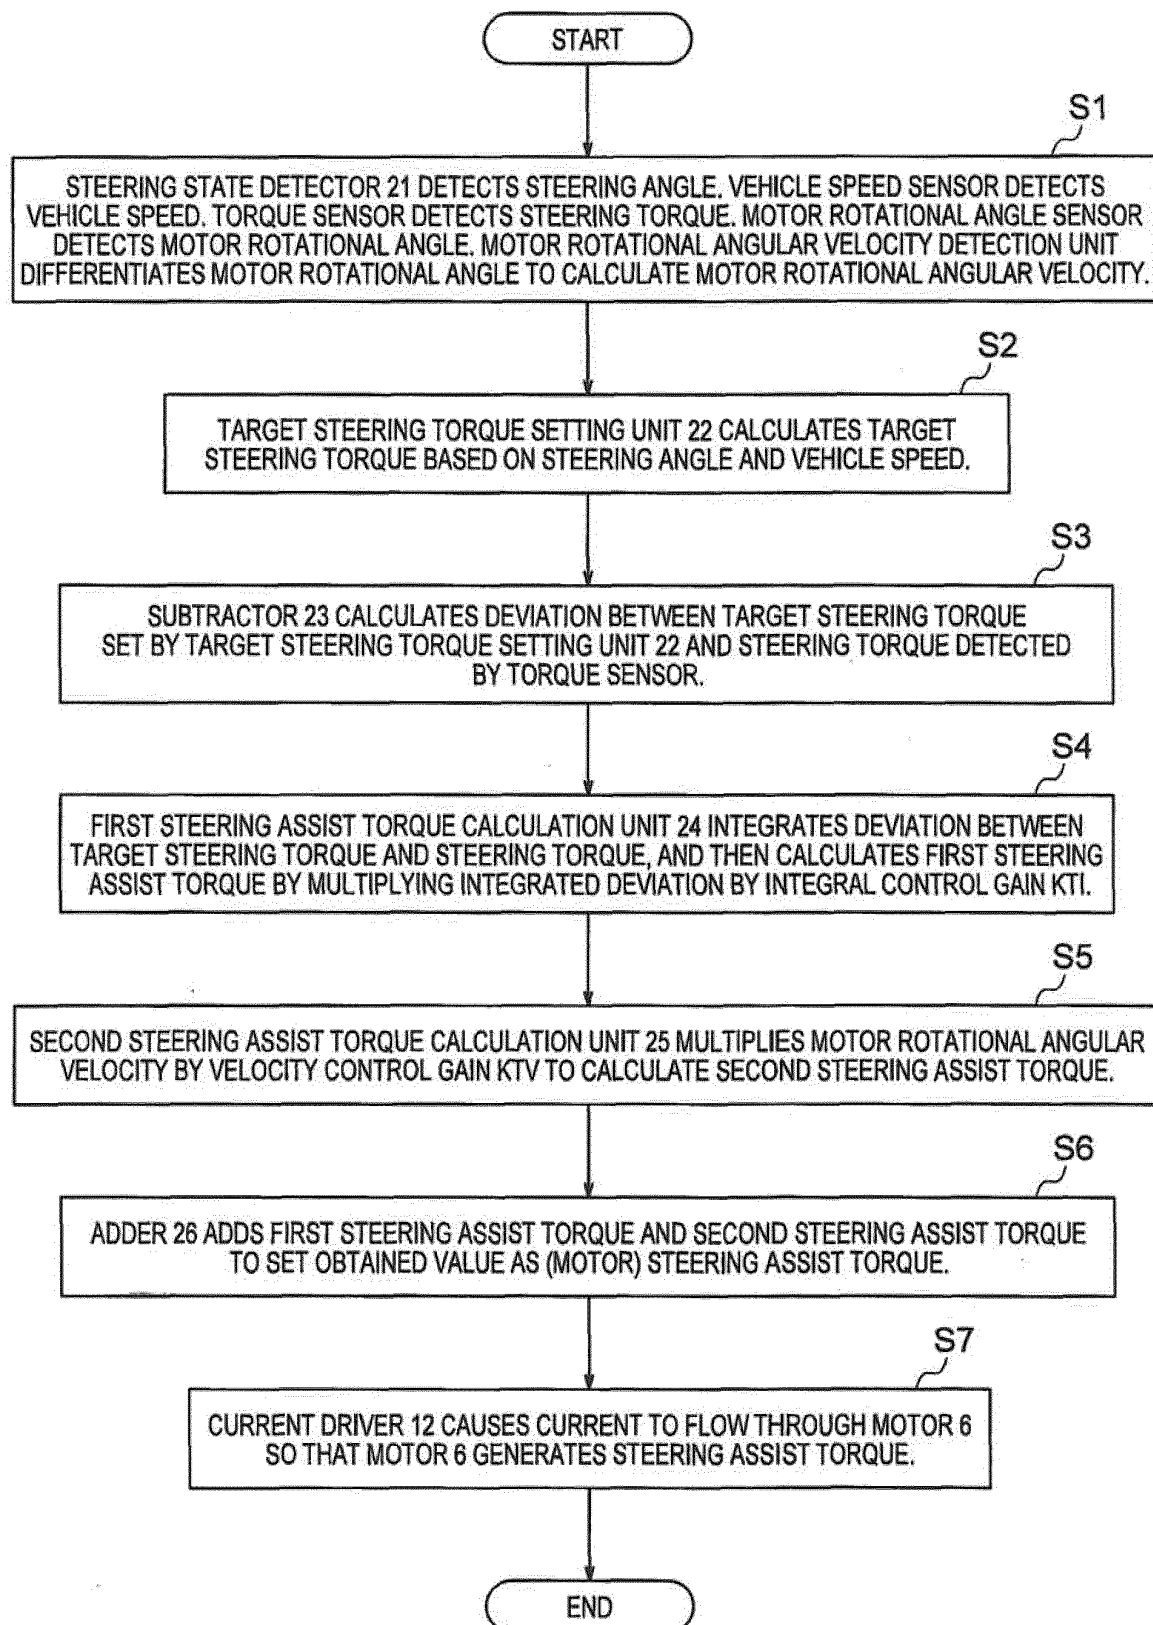 START
S1
STEERING STATE DETECTOR 21 DETECTS STEERING ANGLE. VEHICLE SPEED SENSOR DETECTS
VEHICLE SPEED. TORQUE SENSOR DETECTS STEERING TORQUE. MOTOR ROTATIONAL ANGLE SENSOR
DETECTS MOTOR ROTATIONAL ANGLE. MOTOR ROTATIONAL ANGULAR VELOCITY DETECTION UNIT
DIFFERENTIATES MOTOR ROTATIONAL ANGLE TO CALCULATE MOTOR ROTATIONAL ANGULAR VELOCITY.
S2
TARGET STEERING TORQUE SETTING UNIT 22 CALCULATES TARGET
STEERING TORQUE BASED ON STEERING ANGLE AND VEHICLE SPEED.
S3
SUBTRACTOR 23 CALCULATES DEVIATION BETWEEN TARGET STEERING TORQUE
SET BY TARGET STEERING TORQUE SETTING UNIT 22 AND STEERING TORQUE DETECTED
BY TORQUE SENSOR.
S4
FIRST STEERING ASSIST TORQUE CALCULATION UNIT 24 INTEGRATES DEVIATION BETWEEN
TARGET STEERING TORQUE AND STEERING TORQUE, AND THEN CALCULATES FIRST STEERING
ASSIST TORQUE BY MULTIPLYING INTEGRATED DEVIATION BY INTEGRAL CONTROL GAIN KTI.
S5
SECOND STEERING ASSIST TORQUE CALCULATION UNIT 25 MULTIPLIES MOTOR ROTATIONAL ANGULAR
VELOCITY BY VELOCITY CONTROL GAIN KTV TO CALCULATE SECOND STEERING ASSIST TORQUE.
S6
ADDER 26 ADDS FIRST STEERING ASSIST TORQUE AND SECOND STEERING ASSIST TORQUE
TO SET OBTAINED VALUE AS (MOTOR) STEERING ASSIST TORQUE.
S7
CURRENT DRIVER 12 CAUSES CURRENT TO FLOW THROUGH MOTOR 6
SO THAT MOTOR 6 GENERATES STEERING ASSIST TORQUE.
END